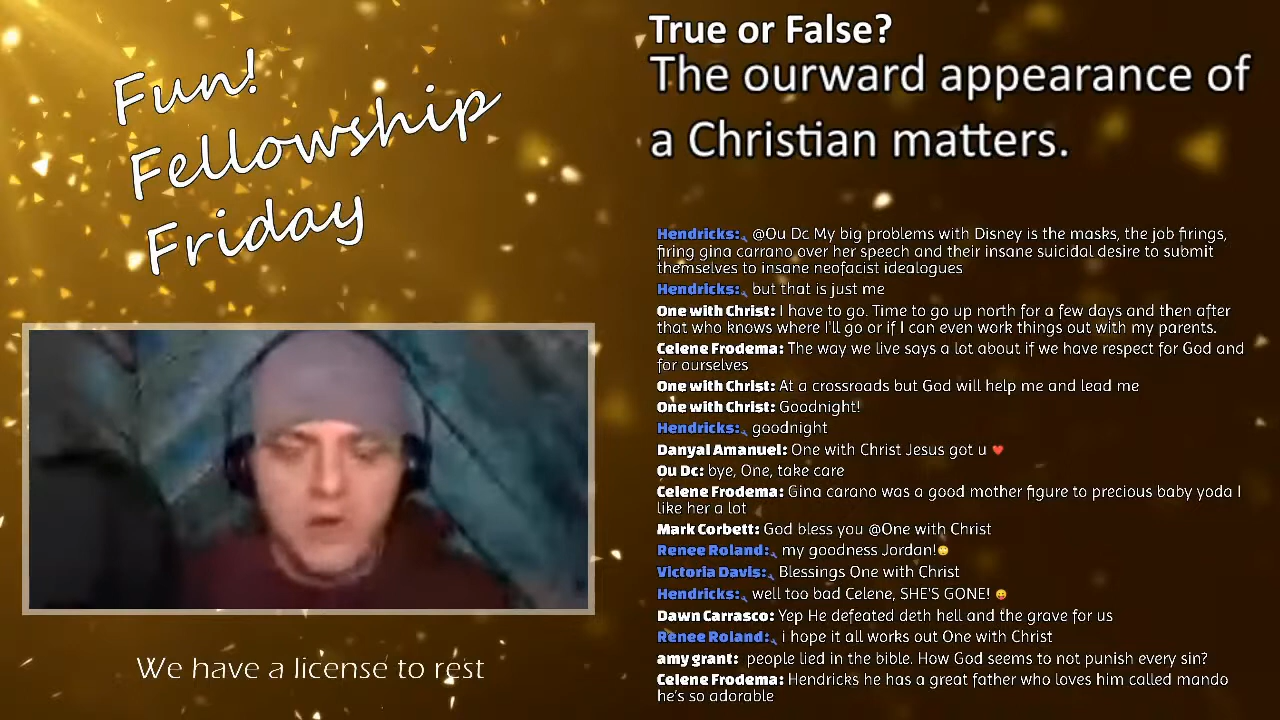 Fun!
Fellowship
Friday
We have a license to rest
True or False?
The ourward appearance of
a Christian matters.
Hendricks: @Ou Dc My big problems with Disney is the masks, the job firings,
firing gina carrano over her speech and their insane suicidal desire to submit
themselves to insane neofacist idealogues
Hendricks: but that is just me
One with Christ: I have to go. Time to go up north for a few days and then after
that who knows where I'll go or if I can even work things out with my parents.
Celene Frodema: The way we live says a lot about if we have respect for God and
for ourselves
One with Christ: At a crossroads but God will help me and lead me
One with Christ: Goodnight!
Hendricks: goodnight
Danyal Amanuel: One with Christ Jesus got u ❤
Ou Dc: bye, One, take care
Celene Frodema: Gina carano was a good mother figure to precious baby yoda I
like her a lot
Mark Corbett: God bless you @One with Christ
Renee Roland: my goodness Jordan!
Victoria Davis: Blessings One with Christ
Hendricks: well too bad Celene, SHE'S GONE!
Dawn Carrasco: Yep He defeated deth hell and the grave for us
Renee Roland: i hope it all works out One with Christ
amy grant: people lied in the bible. How God seems to not punish every sin?
Celene Frodema: Hendricks he has a great father who loves him called mando
he's so adorable